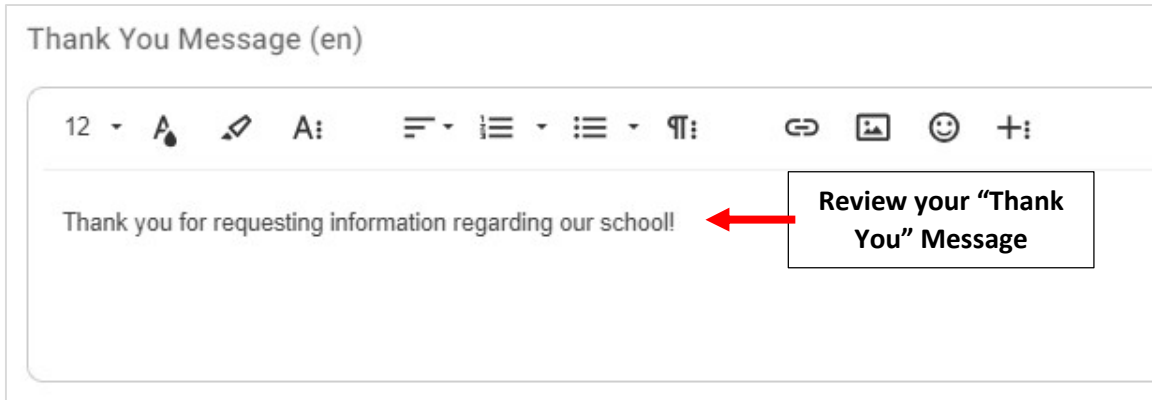 Thank You Message (en)
12
Thank you for requesting information regarding our school!
Review your “Thank
You” Message